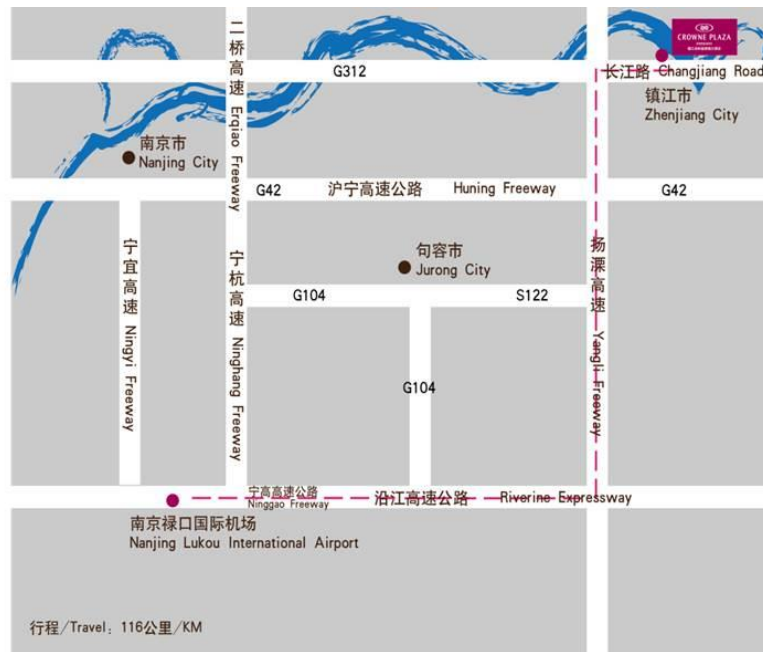 CROWNE PLAZA
二桥高速 Erqiao Freeway
G312
长江路 Changjiang Road
镇江市
Zhenjiang City
南京市
Nanjing City
G42
沪宁高速公路 Huning Freeway
G42
宁宜高速 Ningyi Freeway
宁杭高速 Ninghang Freeway
句容市
Jurong City
扬溧高速 Yangli Freeway
G104
S122
G104
宁高高速公路
Ninggao Freeway
沿江高速公路 Riverine Expressway
南京禄口国际机场
Nanjing Lukou International Airport
行程/Travel: 116公里/KM